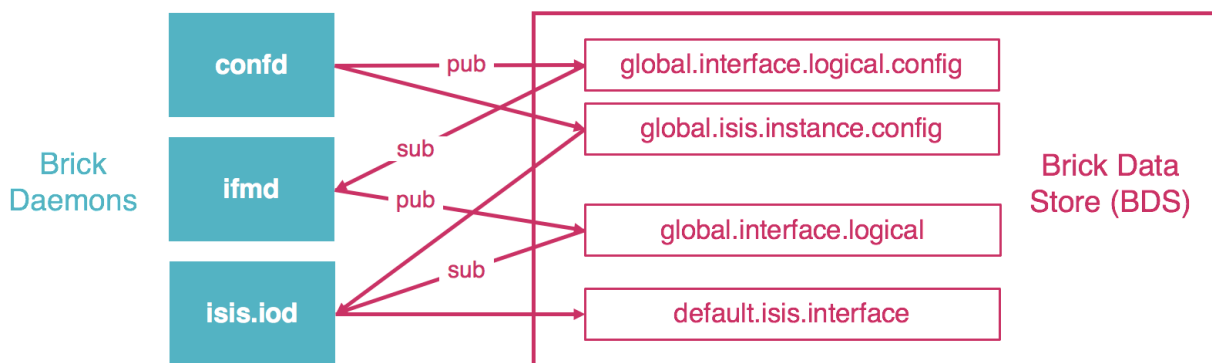 confd
pub
global.interface.logical.config
global.isis.instance.config
sub
Brick
Daemons
ifmd
pub
Brick Data
Store (BDS)
global.interface.logical
sub
isis.iod
default.isis.interface